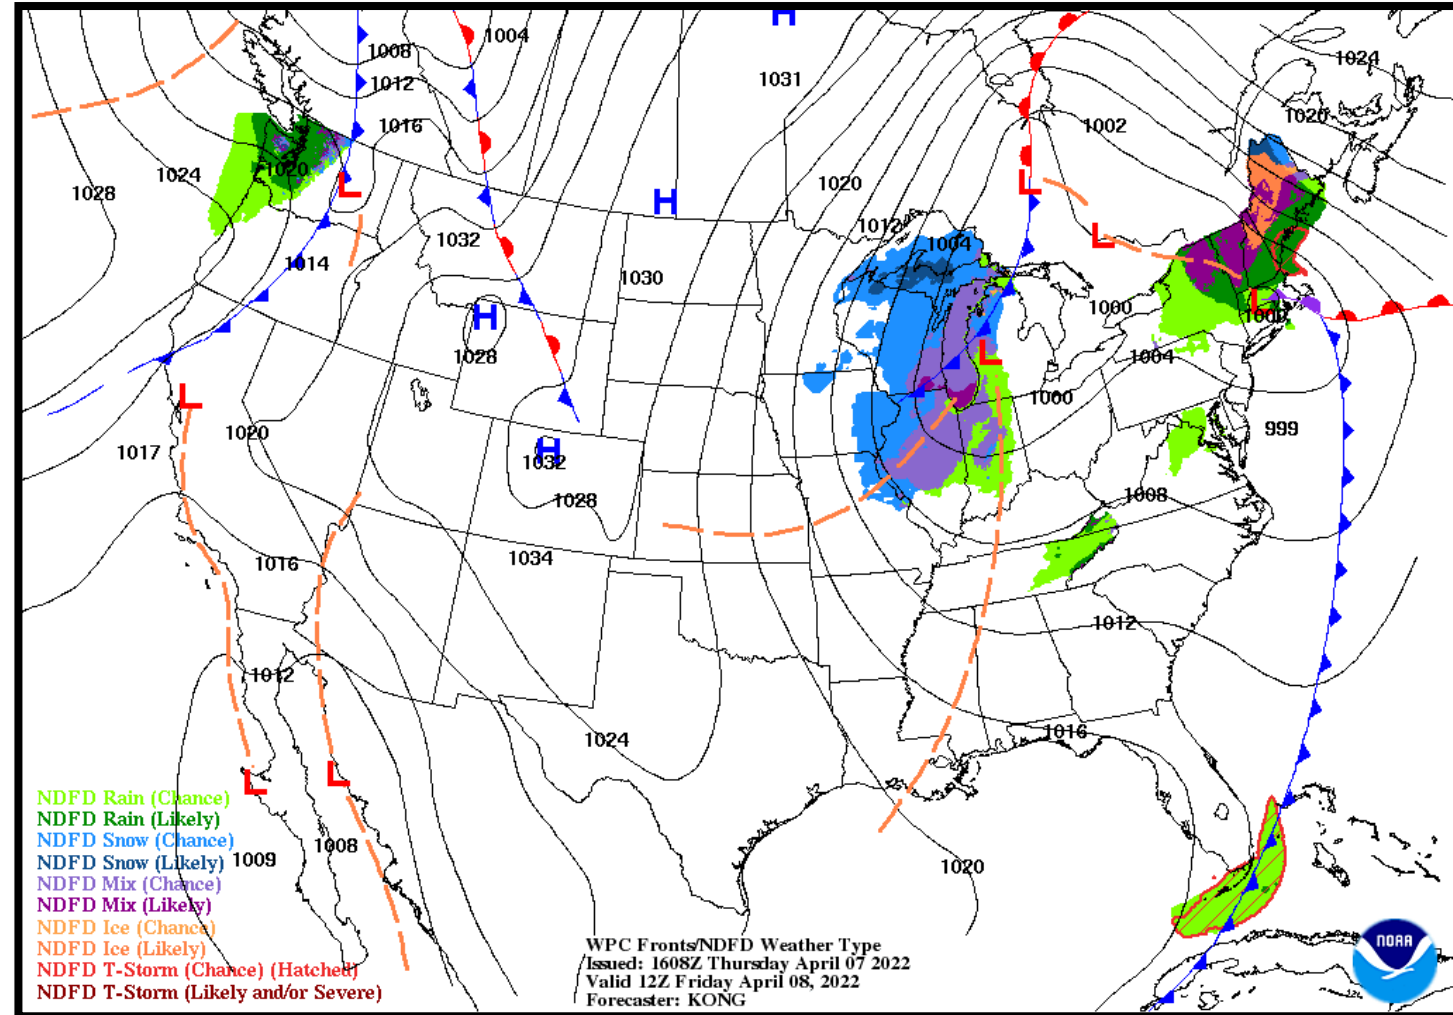 H
1004
1008
1024
1031
1012
1020
1016
1002
1020
1024
1020
L
L
1028
H
1012
L
1032
1004
1014
1030
H
L
1000
1000
1028
L
1004
L
1000
1020
999
1017
H
1032
1028
1008
1034
1016
1012
1012
1016
1024
L
L
NDFD Rain (Chance)
NDFD Rain (Likely)
NDFD Snow (Chance)
1009
1008
NDFD Snow (Likely)
1020
NDFD Mix (Chance)
NDFD Mix (Likely)
NDFD Ice (Chance)
NDFD Ice (Likely)
NDFD T-Storm (Chance) (Hatched)
NDFD T-Storm (Likely and/or Severe)
WPC Fronts/NDFD Weather Type
Issued: 1608Z Thursday April 07 2022
Valid 12Z Friday April 08, 2022
Forecaster: KONG
NOAA